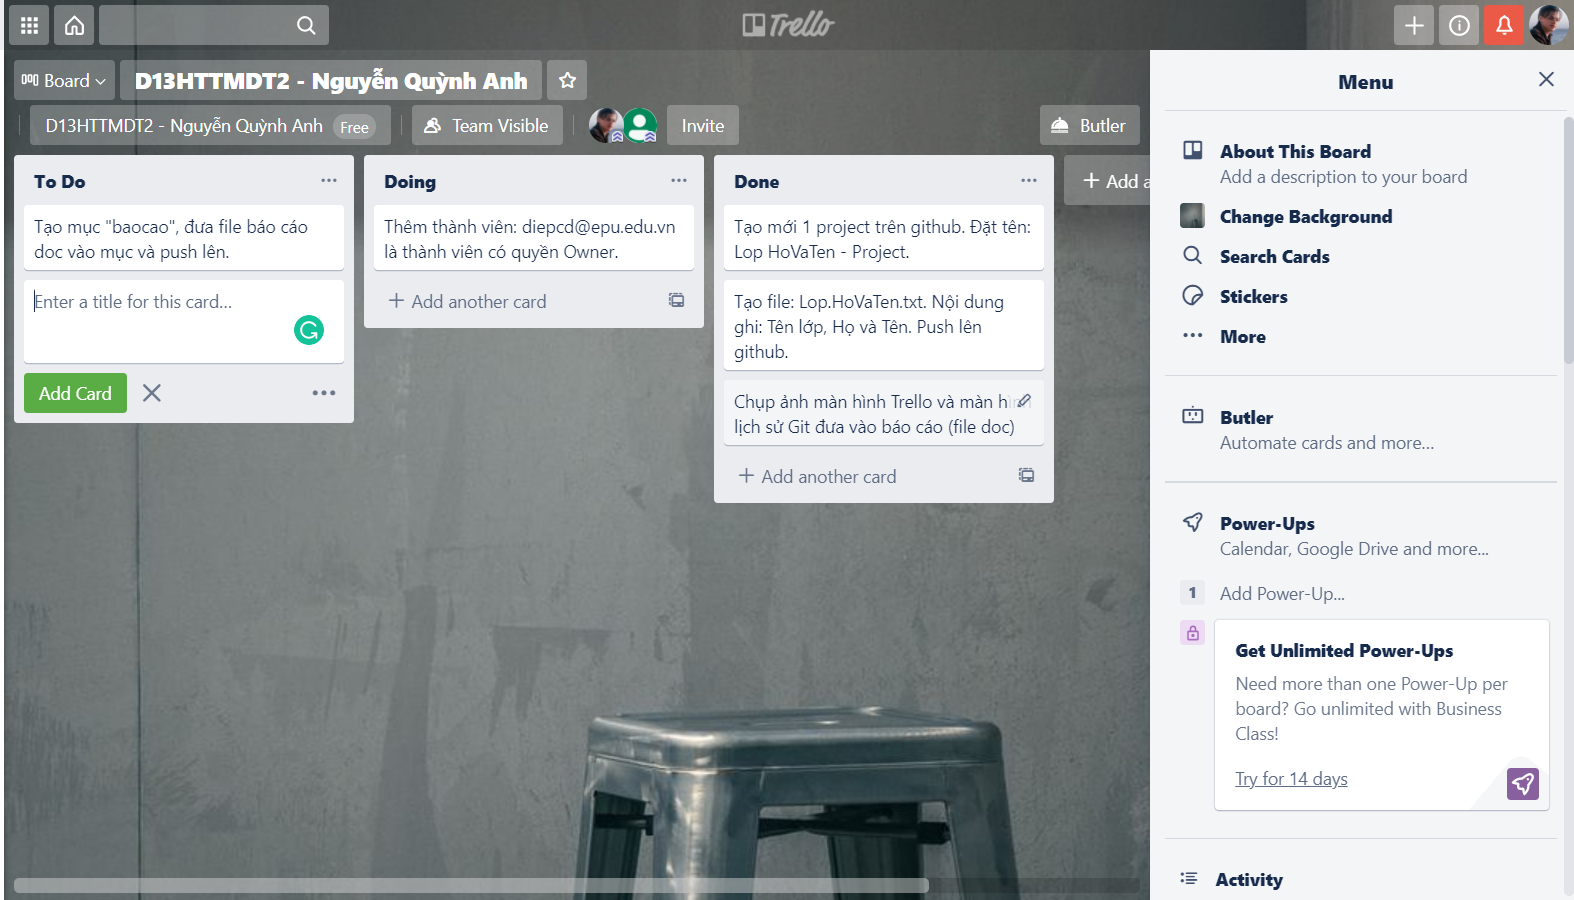 Trello
Board
D13HTTMDT2 - Nguyễn Quỳnh Anh
D13HTTMDT2 - Nguyễn Quỳnh Anh Free
Team Visible
Invite
Butler
To Do
Tạo mục "baocao", đưa file báo cáo
doc vào mục và push lên.
Enter a title for this card...
Add Card
Doing
Thêm thành viên: diepcd@epu.edu.vn
là thành viên có quyền Owner.
+ Add another card
Done
Tạo mới 1 project trên github. Đặt tên:
Lop HoVaTen - Project.
Tạo file: Lop.HoVaTen.txt. Nội dung
ghi: Tên lớp, Họ và Tên. Push lên
github.
Chụp ảnh màn hình Trello và màn hình
lịch sử Git đưa vào báo cáo (file doc)
+ Add another card
+ Add a
Menu
About This Board
Add a description to your board
Change Background
Search Cards
Stickers
More
Butler
Automate cards and more...
Power-Ups
Calendar, Google Drive and more...
1 Add Power-Up...
Get Unlimited Power-Ups
Need more than one Power-Up per
board? Go unlimited with Business
Class!
Try for 14 days
Activity